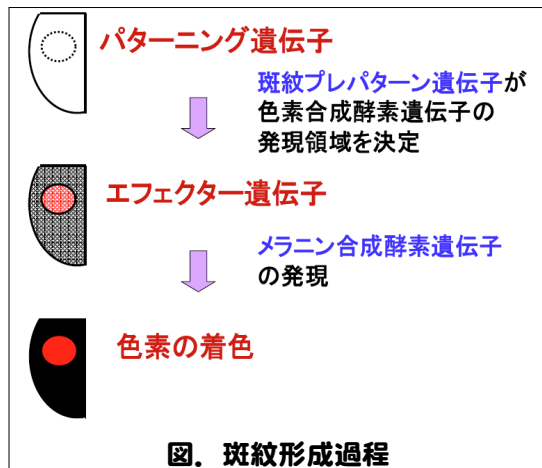 パターニング遺伝子
斑紋プレパターン遺伝子が
色素合成酵素遺伝子の
発現領域を決定
エフェクター遺伝子
メラニン合成酵素遺伝子
の発現
色素の着色
図．斑紋形成過程